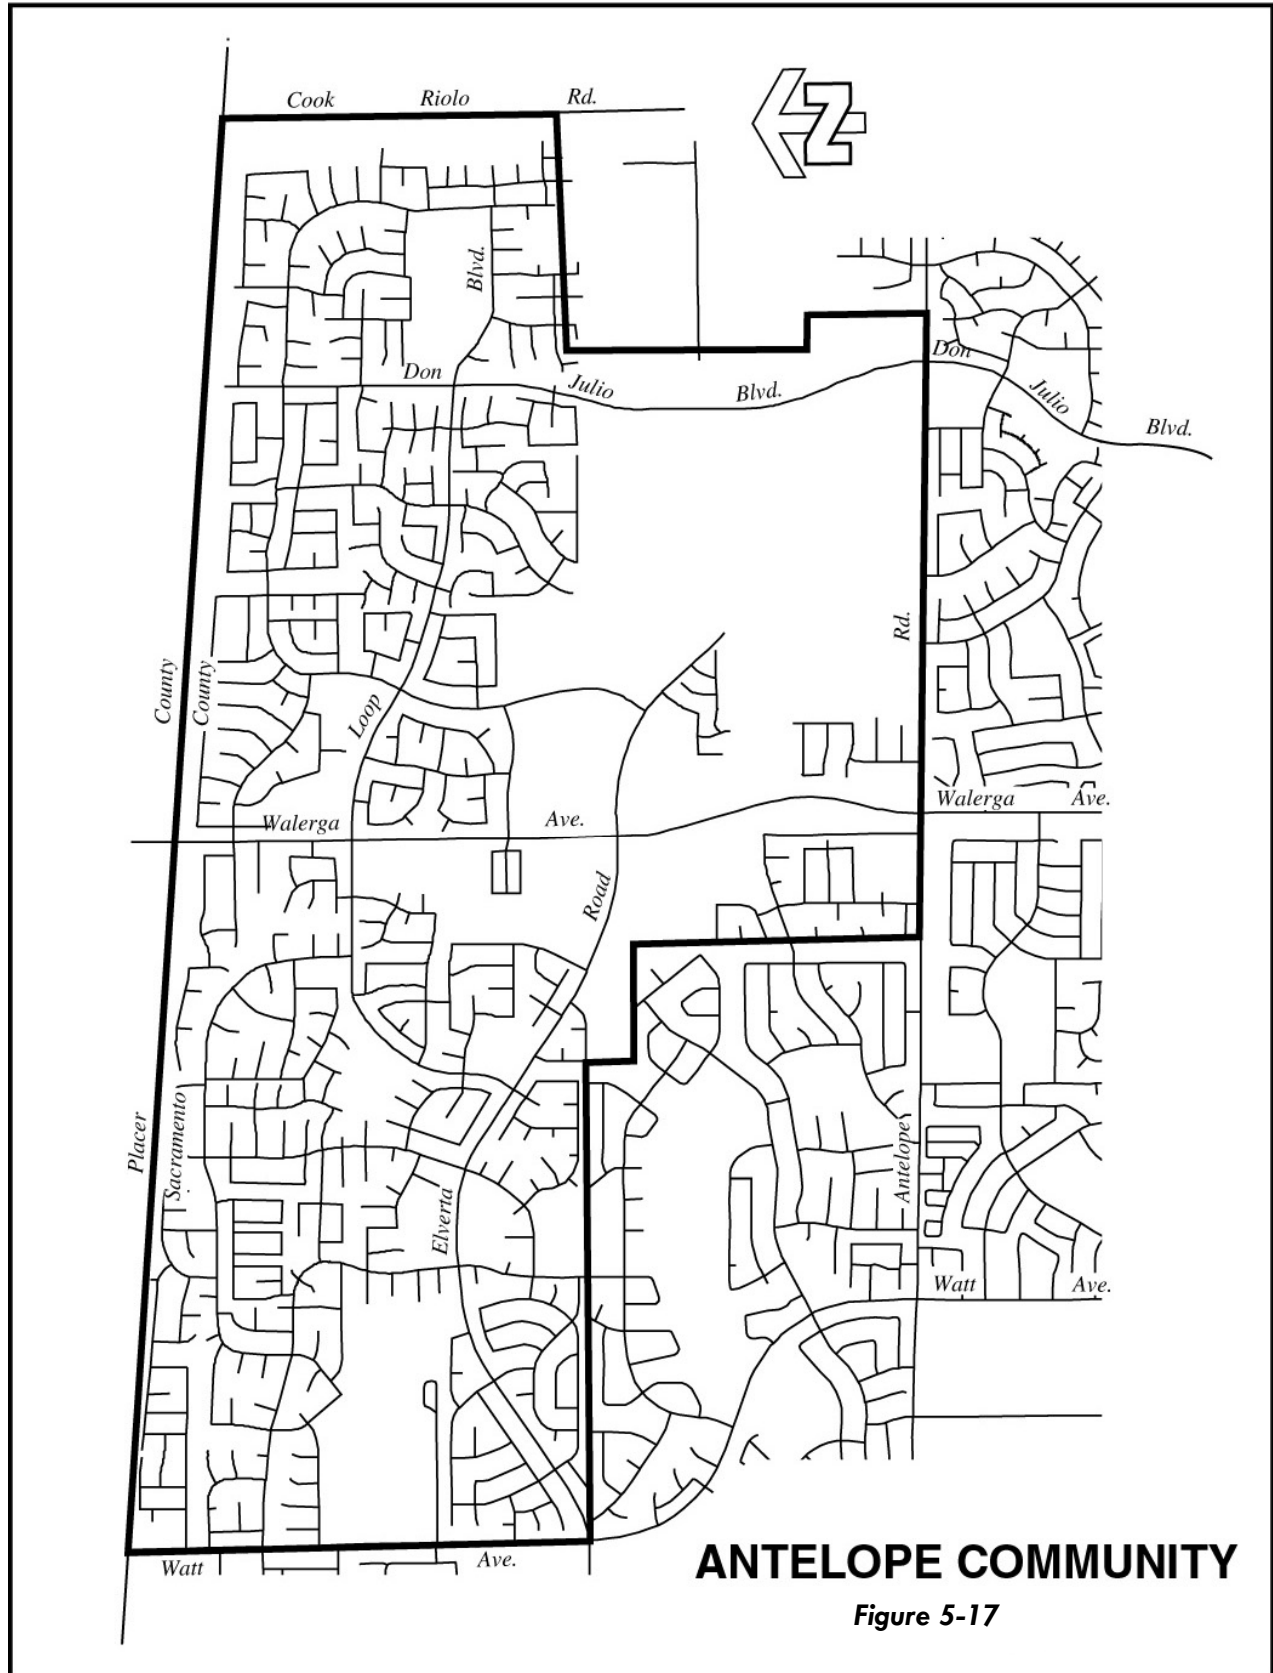 Cook Riolo Rd.
N
Blvd.
Don Julio Blvd.
Don Julio Blvd.
Rd.
County
County
Loop
Walerga Ave.
Walerga Ave.
Road
Placer
Sacramento
Antelope
Elverta
Watt Ave.
Watt Ave.
ANTELOPE COMMUNITY
Figure 5-17